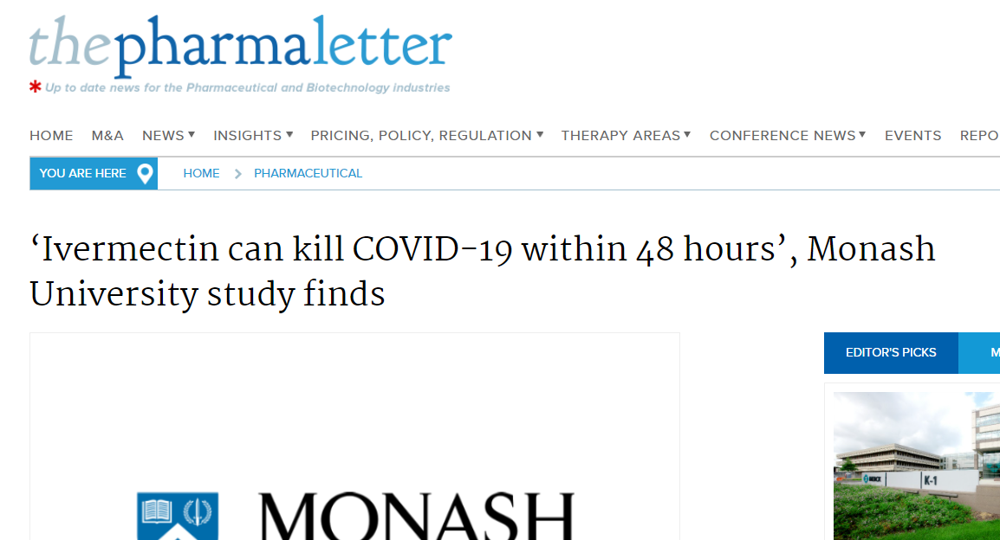 thepharmaletter
* Up to date news for the Pharmaceutical and Biotechnology industries
HOME M&A NEWS▼ INSIGHTS▼ PRICING, POLICY, REGULATION▼ THERAPY AREAS▼ CONFERENCE NEWS▼ EVENTS REPO
YOU ARE HERE HOME > PHARMACEUTICAL
‘Ivermectin can kill COVID-19 within 48 hours’, Monash
University study finds
EDITOR'S PICKS M
MERCK K-1
MONASH